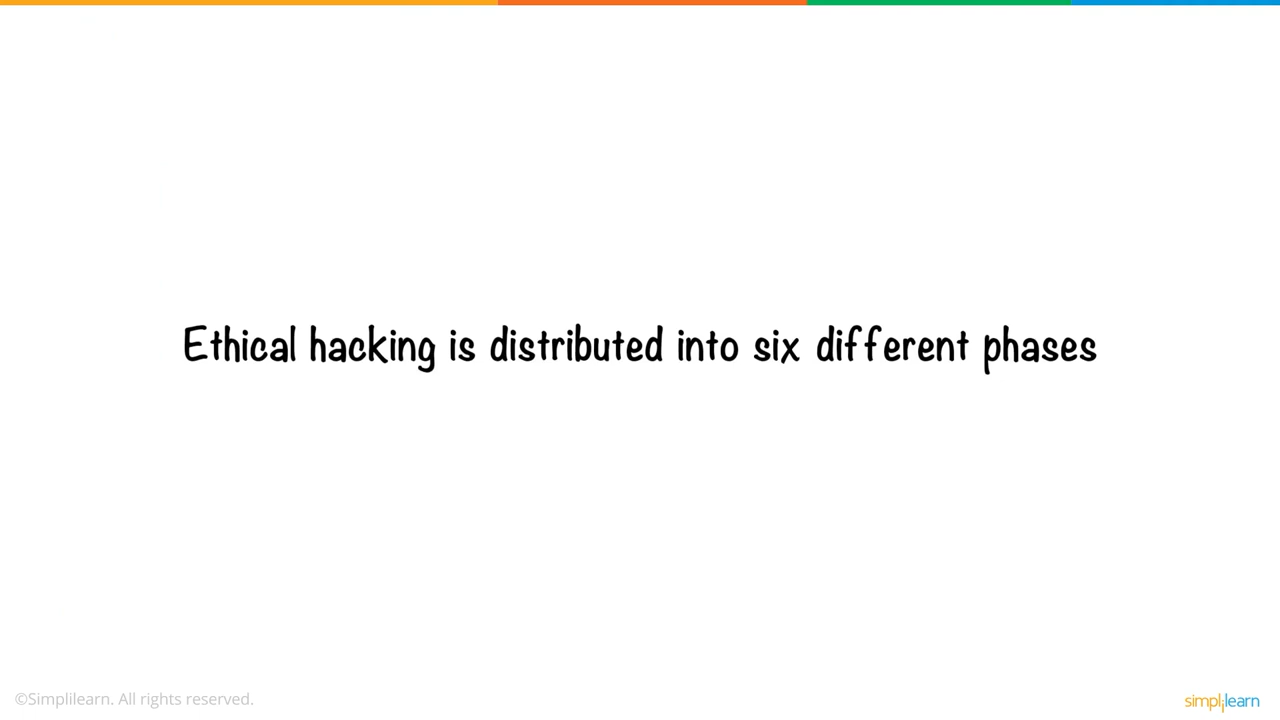 Ethical hacking is distributed into six different phases
©Simplilearn. All rights reserved.
simplilearn